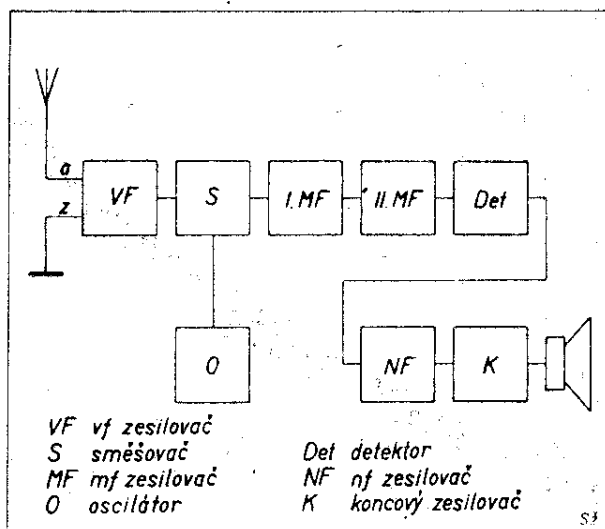 a
z
VF
S
I.MF
II.MF
Det
O
NF
K
VF vf zesilovač
S směšovač
MF mf zesilovač
O oscilátor
Det detektor
NF nf zesilovač
K koncový zesilovač
S3